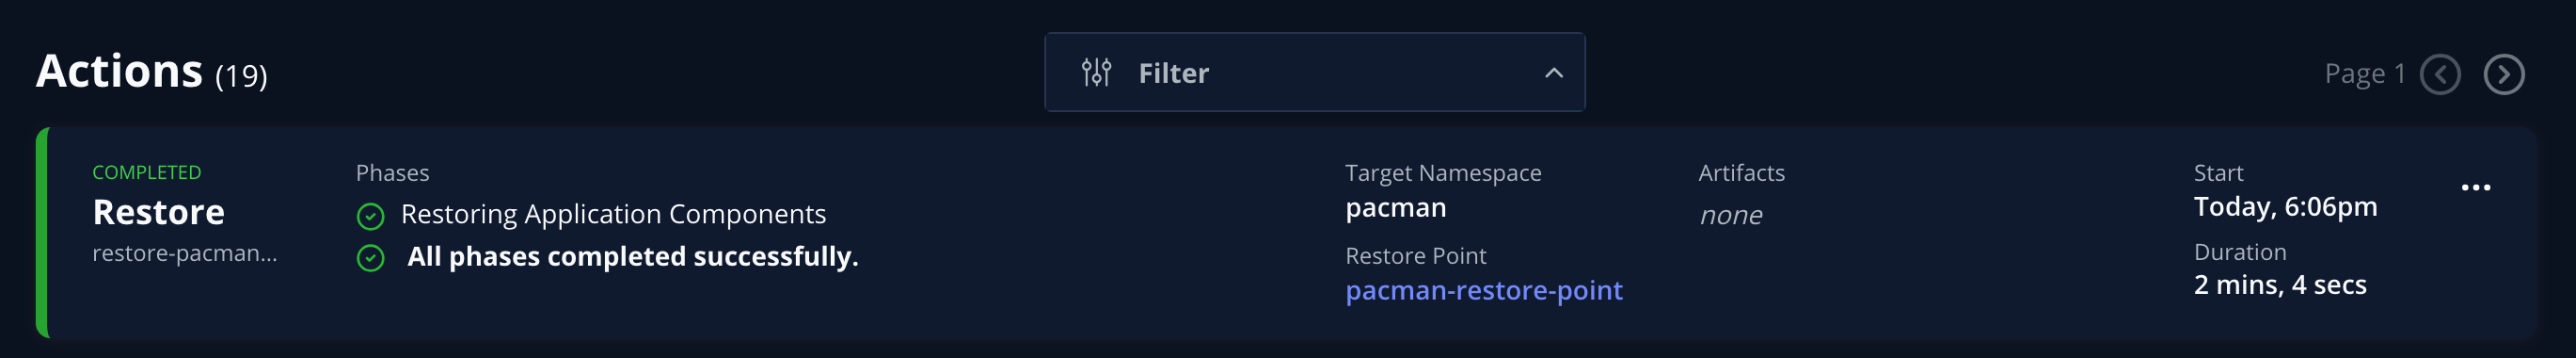 Actions (19)
Filter
Page 1
COMPLETED
Restore
restore-pacman...
Phases
Restoring Application Components
All phases completed successfully.
Target Namespace
pacman
Restore Point
pacman-restore-point
Artifacts
none
Start
Today, 6:06pm
Duration
2 mins, 4 secs